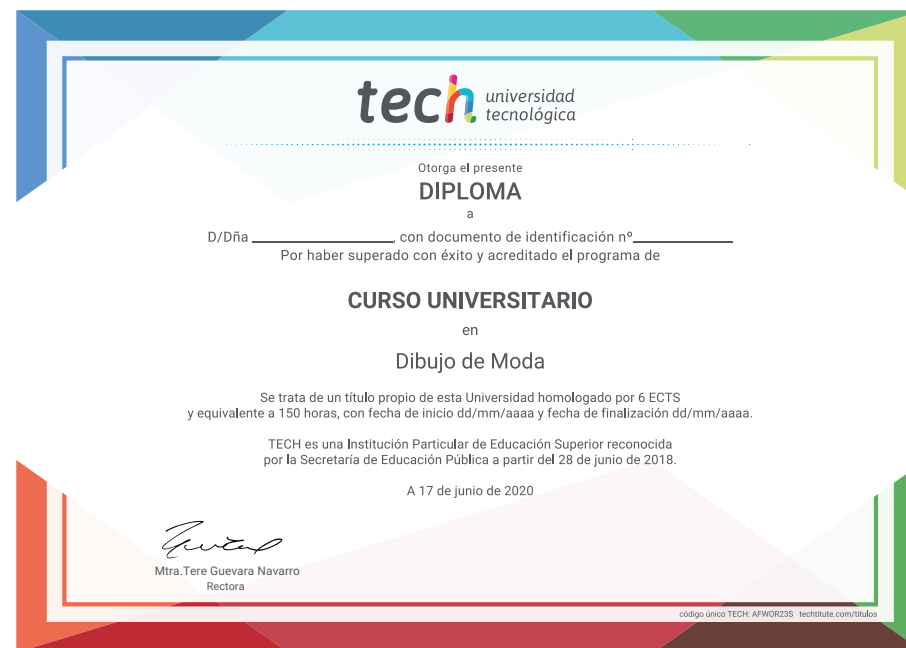 tech universidad
tecnológica
Otorga el presente
DIPLOMA
a
D/Dña ____________________, con documento de identificación nº______________
Por haber superado con éxito y acreditado el programa de
CURSO UNIVERSITARIO
en
Dibujo de Moda
Se trata de un título propio de esta Universidad homologado por 6 ECTS
y equivalente a 150 horas, con fecha de inicio dd/mm/aaaa y fecha de finalización dd/mm/aaaa.
TECH es una Institución Particular de Educación Superior reconocida
por la Secretaría de Educación Pública a partir del 28 de junio de 2018.
A 17 de junio de 2020
Mtra.Tere Guevara Navarro
Rectora
código único TECH: AFWOR23S techtitute.com/titulos